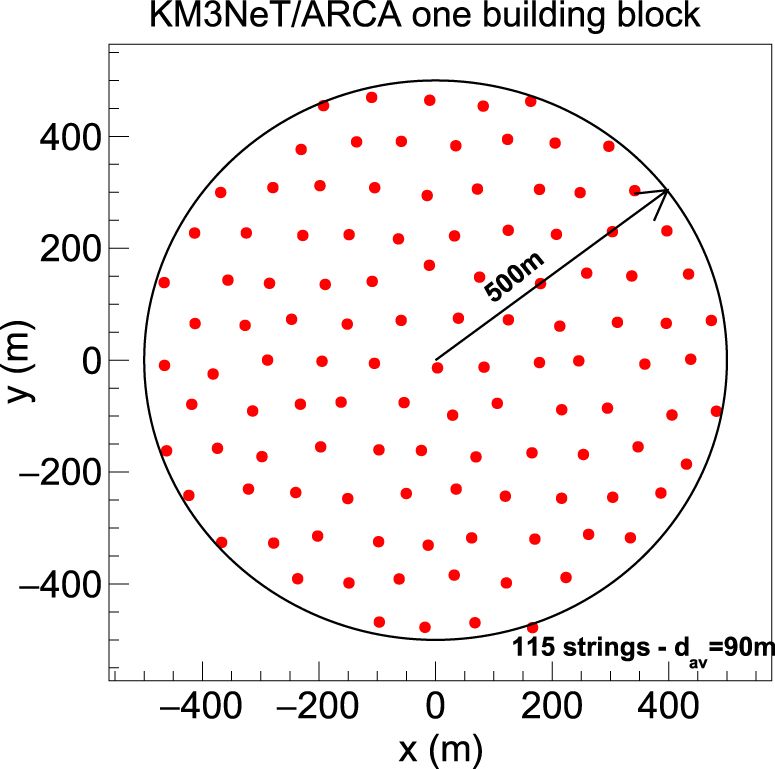 KM3NeT/ARCA one building block
400
200
0
−200
−400
y (m)
500m
115 strings - dav=90m
−400 −200 0 200 400
x (m)